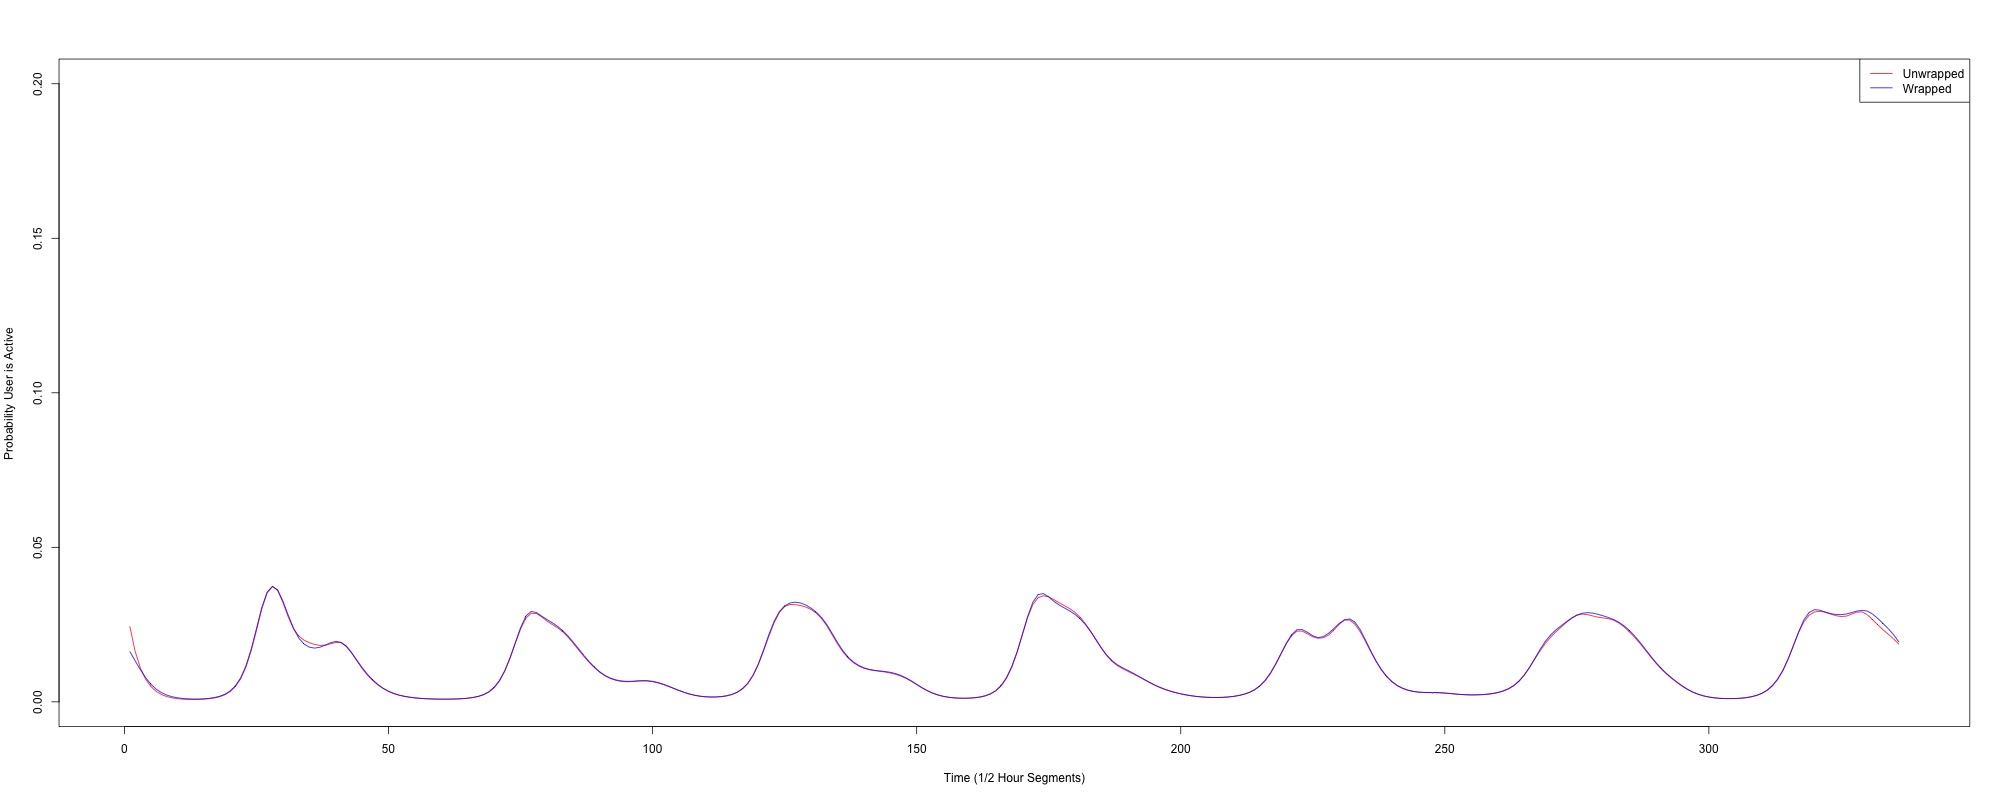 Unwrapped
Wrapped
0.20
0.15
0.10
0.05
0.00
Probability User is Active
0 50 100 150 200 250 300
Time (1/2 Hour Segments)